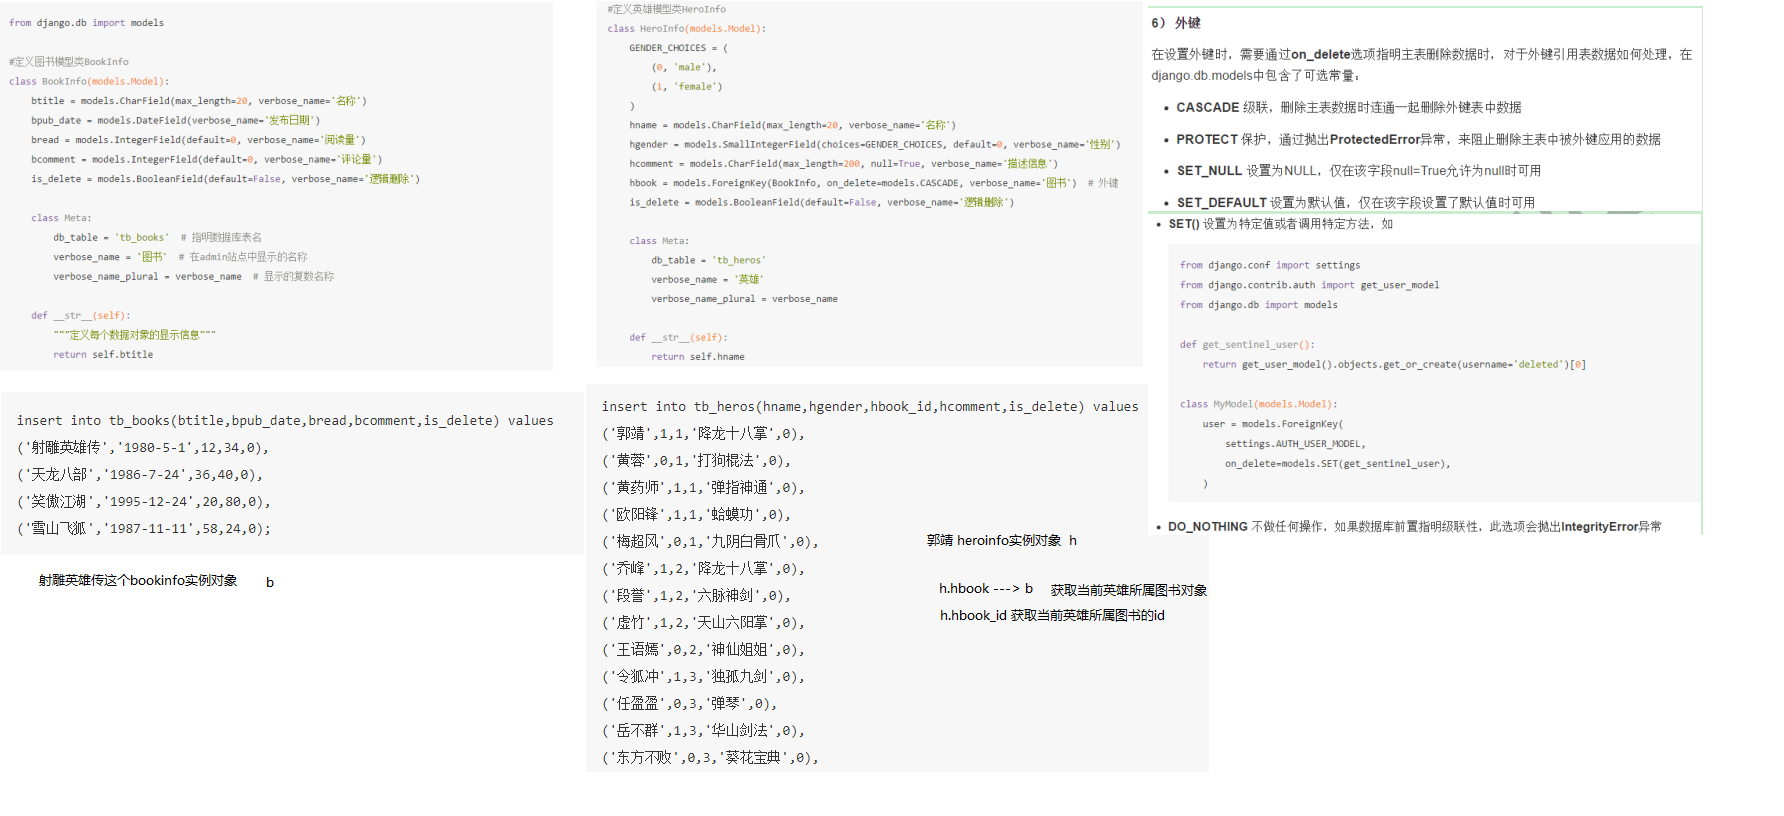 from django.db import models
#定义图书模型类BookInfo
class BookInfo(models.Model):
btitle = models.CharField(max_length=20, verbose_name='名称')
bpub_date = models.DateField(verbose_name='发布日期')
bread = models.IntegerField(default=0, verbose_name='阅读量')
bcomment = models.IntegerField(default=0, verbose_name='评论量')
is_delete = models.BooleanField(default=False, verbose_name='逻辑删除')
class Meta:
db_table = 'tb_books'  # 指明数据库表名
verbose_name = '图书'  # 在admin站点中显示的名称
verbose_name_plural = verbose_name  # 显示的复数名称
def __str__(self):
"""定义每个数据对象的显示信息"""
return self.btitle
insert into tb_books(btitle,bpub_date,bread,bcomment,is_delete) values
('射雕英雄传','1980-5-1',12,34,0),
('天龙八部','1986-7-24',36,40,0),
('笑傲江湖','1995-12-24',20,80,0),
('雪山飞狐','1987-11-11',58,24,0);
射雕英雄传这个bookinfo实例对象 b
#定义英雄模型类HeroInfo
class HeroInfo(models.Model):
GENDER_CHOICES = (
(0, 'male'),
(1, 'female')
)
hname = models.CharField(max_length=20, verbose_name='名称')
hgender = models.SmallIntegerField(choices=GENDER_CHOICES, default=0, verbose_name='性别')
hcomment = models.CharField(max_length=200, null=True, verbose_name='描述信息')
hbook = models.ForeignKey(BookInfo, on_delete=models.CASCADE, verbose_name='图书')  # 外键
is_delete = models.BooleanField(default=False, verbose_name='逻辑删除')
class Meta:
db_table = 'tb_heros'
verbose_name = '英雄'
verbose_name_plural = verbose_name
def __str__(self):
return self.hname
insert into tb_heros(hname,hgender,hbook_id,hcomment,is_delete) values
('郭靖',1,1,'降龙十八掌',0),
('黄蓉',0,1,'打狗棍法',0),
('黄药师',1,1,'弹指神通',0),
('欧阳锋',1,1,'蛤蟆功',0),
('梅超风',0,1,'九阴白骨爪',0),
('乔峰',1,2,'降龙十八掌',0),
('段誉',1,2,'六脉神剑',0),
('虚竹',1,2,'天山六阳掌',0),
('王语嫣',0,2,'神仙姐姐',0),
('令狐冲',1,3,'独孤九剑',0),
('任盈盈',0,3,'弹琴',0),
('岳不群',1,3,'华山剑法',0),
('东方不败',0,3,'葵花宝典',0),
郭靖 heroinfo实例对象 h
h.hbook ---> b 获取当前英雄所属图书对象
h.hbook_id 获取当前英雄所属图书的id
6） 外键
在设置外键时，需要通过on_delete选项指明主表删除数据时，对于外键引用表数据如何处理，在
django.db.models中包含了可选常量：
• CASCADE 级联，删除主表数据时连通一起删除外键表中数据
• PROTECT 保护，通过抛出ProtectedError异常，来阻止删除主表中被外键应用的数据
• SET_NULL 设置为NULL，仅在该字段null=True允许为null时可用
• SET_DEFAULT 设置为默认值，仅在该字段设置了默认值时可用
• SET() 设置为特定值或者调用特定方法，如
from django.conf import settings
from django.contrib.auth import get_user_model
from django.db import models
def get_sentinel_user():
return get_user_model().objects.get_or_create(username='deleted')[0]
class MyModel(models.Model):
user = models.ForeignKey(
settings.AUTH_USER_MODEL,
on_delete=models.SET(get_sentinel_user),
)
• DO_NOTHING 不做任何操作，如果数据库前置指明级联性，此选项会抛出IntegrityError异常